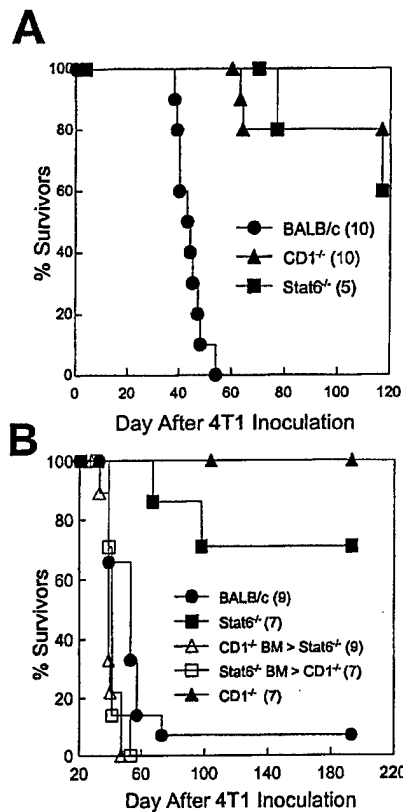 A
100
80
60
40
20
0
% Survivors
BALB/c (10)
CD1-/- (10)
Stat6-/- (5)
0 20 40 60 80 100 120
Day After 4T1 Inoculation
B
100
80
60
40
20
0
% Survivors
BALB/c (9)
Stat6-/- (7)
CD1-/- BM > Stat6-/- (9)
Stat6-/- BM > CD1-/- (7)
CD1-/- (7)
20 60 100 140 180 220
Day After 4T1 Inoculation